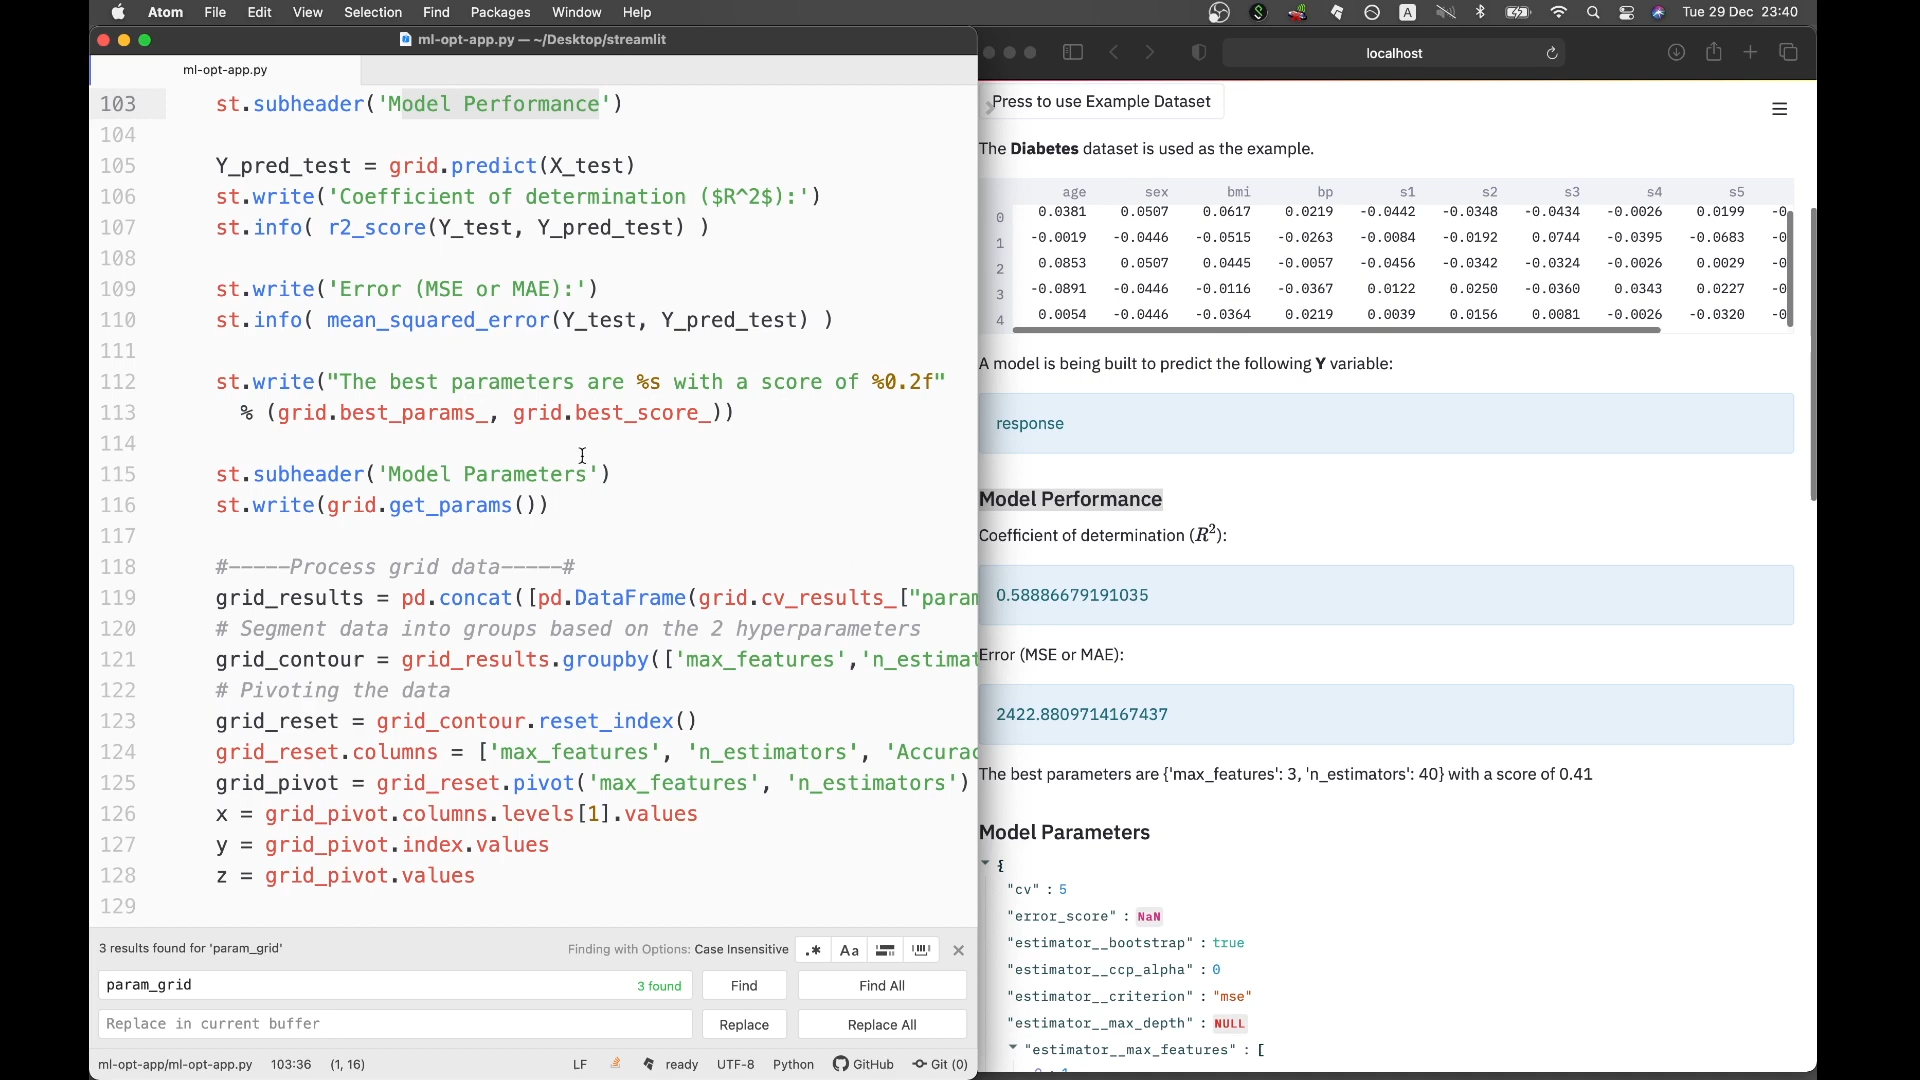 Atom File Edit View Selection Find Packages Window Help
A
Tue 29 Dec 23:40
ml-opt-app.py — ~/Desktop/streamlit
ml-opt-app.py
103 st.subheader('Model Performance')
104
105 Y_pred_test = grid.predict(X_test)
106 st.write('Coefficient of determination ($R^2$):')
107 st.info( r2_score(Y_test, Y_pred_test) )
108
109 st.write('Error (MSE or MAE):')
110 st.info( mean_squared_error(Y_test, Y_pred_test) )
111
112 st.write("The best parameters are %s with a score of %0.2f"
113 % (grid.best_params_, grid.best_score_))
114
115 st.subheader('Model Parameters')
116 st.write(grid.get_params())
117
118 #-----Process grid data-----#
119 grid_results = pd.concat([pd.DataFrame(grid.cv_results_["param
120 # Segment data into groups based on the 2 hyperparameters
121 grid_contour = grid_results.groupby(['max_features','n_estimat
122 # Pivoting the data
123 grid_reset = grid_contour.reset_index()
124 grid_reset.columns = ['max_features', 'n_estimators', 'Accurac
125 grid_pivot = grid_reset.pivot('max_features', 'n_estimators')
126 x = grid_pivot.columns.levels[1].values
127 y = grid_pivot.index.values
128 z = grid_pivot.values
129
3 results found for 'param_grid' Finding with Options: Case Insensitive .* Aa
param_grid 3 found Find Find All
Replace in current buffer Replace Replace All
ml-opt-app/ml-opt-app.py 103:36 (1, 16) LF ready UTF-8 Python GitHub Git (0)
localhost
Press to use Example Dataset
The Diabetes dataset is used as the example.
age sex bmi bp s1 s2 s3 s4 s5
0 0.0381 0.0507 0.0617 0.0219 -0.0442 -0.0348 -0.0434 -0.0026 0.0199 -0
1 -0.0019 -0.0446 -0.0515 -0.0263 -0.0084 -0.0192 0.0744 -0.0395 -0.0683 -0
2 0.0853 0.0507 0.0445 -0.0057 -0.0456 -0.0342 -0.0324 -0.0026 0.0029 -0
3 -0.0891 -0.0446 -0.0116 -0.0367 0.0122 0.0250 -0.0360 0.0343 0.0227 -0
4 0.0054 -0.0446 -0.0364 0.0219 0.0039 0.0156 0.0081 -0.0026 -0.0320 -0
A model is being built to predict the following Y variable:
response
Model Performance
Coefficient of determination (R²):
0.58886679191035
Error (MSE or MAE):
2422.8809714167437
The best parameters are {'max_features': 3, 'n_estimators': 40} with a score of 0.41
Model Parameters
{
"cv" : 5
"error_score" : NaN
"estimator__bootstrap" : true
"estimator__ccp_alpha" : 0
"estimator__criterion" : "mse"
"estimator__max_depth" : NULL
"estimator__max_features" : [